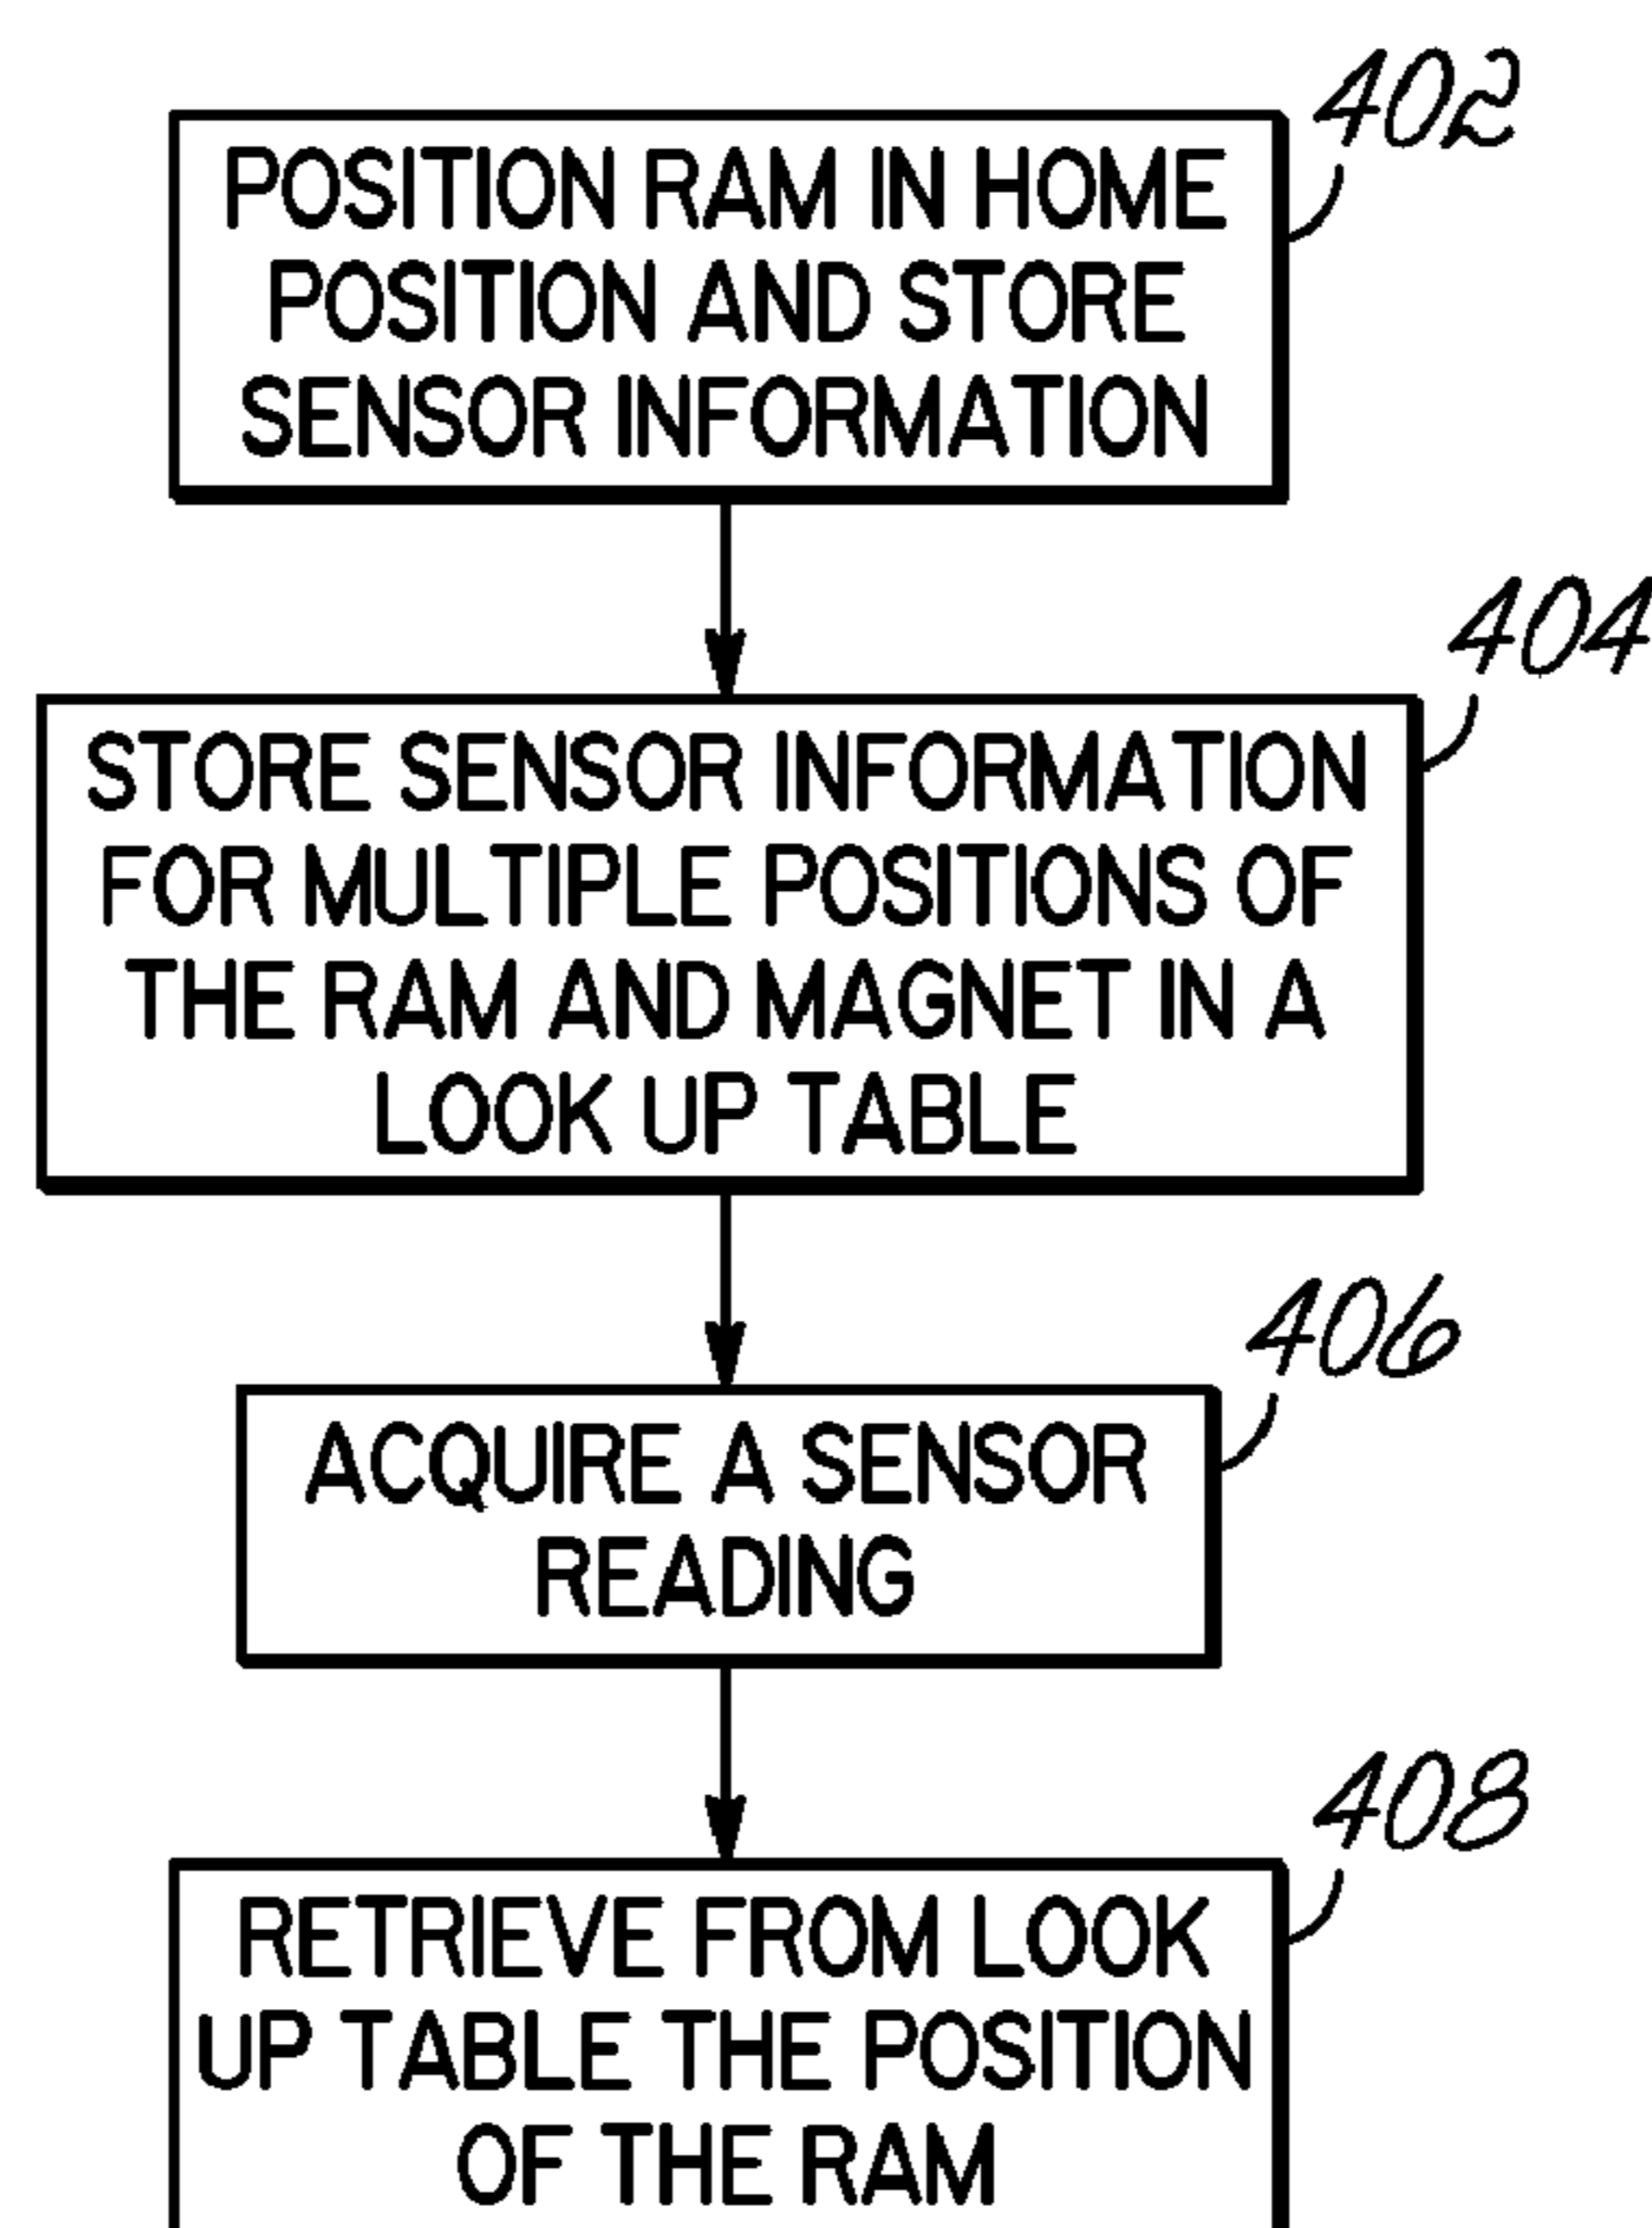 402
POSITION RAM IN HOME
POSITION AND STORE
SENSOR INFORMATION
404
STORE SENSOR INFORMATION
FOR MULTIPLE POSITIONS OF
THE RAM AND MAGNET IN A
LOOK UP TABLE
406
ACQUIRE A SENSOR
READING
408
RETRIEVE FROM LOOK
UP TABLE THE POSITION
OF THE RAM